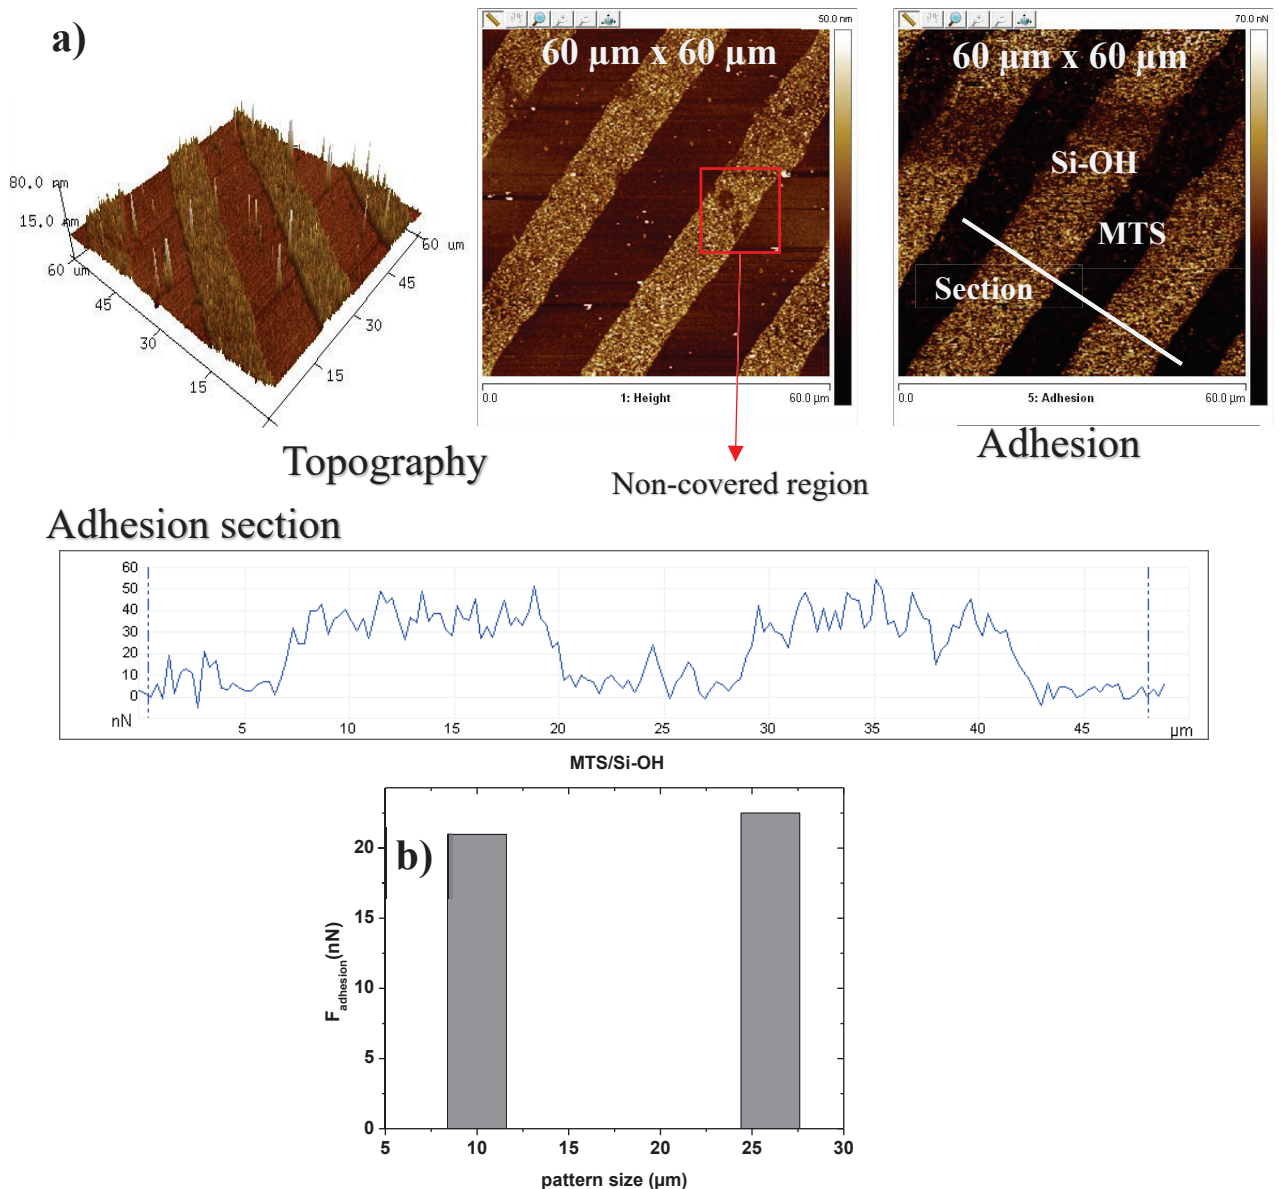 a)
50.0 nm
60 µm x 60 µm
1: Height
0.0
60.0 µm
70.0 nN
60 µm x 60 µm
Si-OH
MTS
Section
0.0
5: Adhesion
60.0 µm
80.0 nm
15.0 nm
60 um
45
30
15
60 um
45
30
15
Topography
Non-covered region
Adhesion
Adhesion section
60
50
40
30
20
10
0
nN
5
10
15
20
25
30
35
40
45
µm
MTS/Si-OH
b)
20
15
10
5
0
F adhesion (nN)
5
10
15
20
25
30
pattern size (µm)